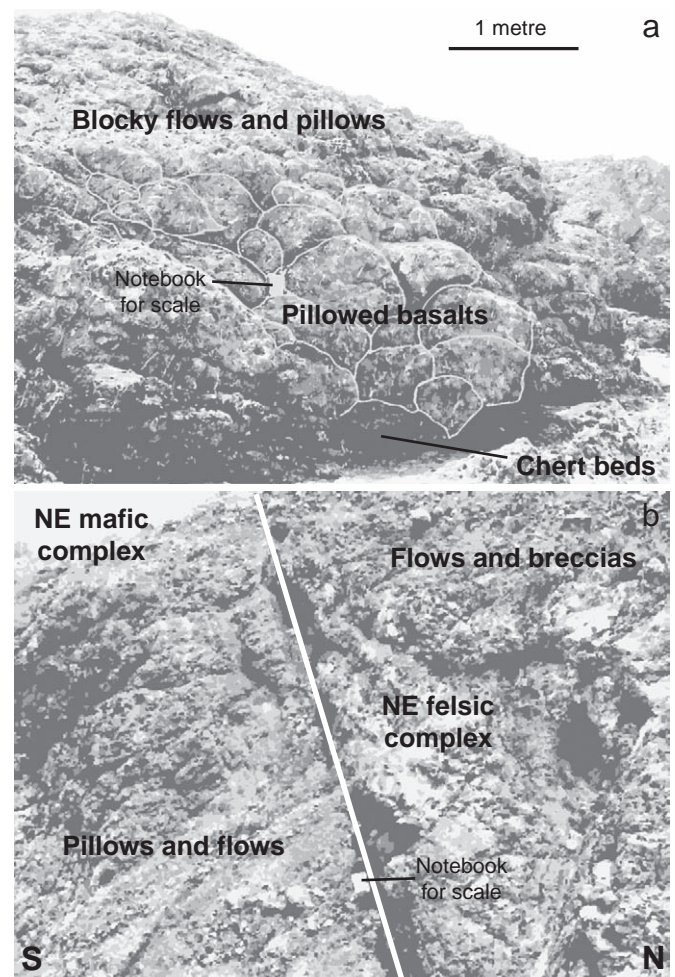 1 metre
a
Blocky flows and pillows
Notebook
for scale
Pillowed basalts
Chert beds
b
NE mafic
complex
Flows and breccias
NE felsic
complex
Pillows and flows
Notebook
for scale
S
N